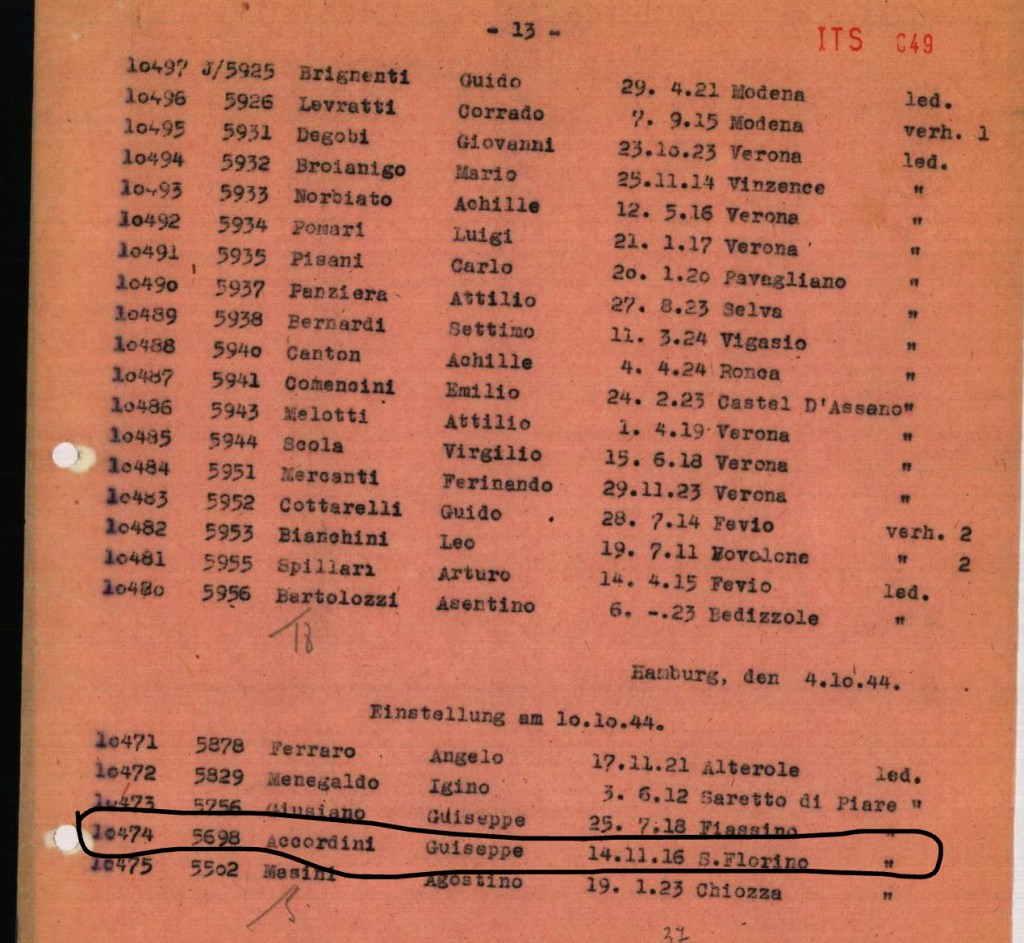 - 13 -
ITS C49
10497 J/5925 Brignenti Guido 29. 4.21 Modena led.
10496 5926 Levratti Corrado 7. 9.15 Modena verh. 1
10495 5931 Degobi Giovanni 23.10.23 Verona led.
10494 5932 Broianigo Mario 25.11.14 Vinzence "
10493 5933 Norbiato Achille 12. 5.16 Verona "
10492 5934 Pomari Luigi 21. 1.17 Verona "
10491 5935 Pisani Carlo 20. 1.20 Pavagliano "
10490 5937 Panziera Attilio 27. 8.23 Selva "
10489 5938 Bernardi Settimo 11. 3.24 Vigasio "
10488 5940 Canton Achille 4. 4.24 Ronca "
10487 5941 Comencini Emilio 24. 2.23 Castel D'Assano "
10486 5943 Melotti Attilio 1. 4.19 Verona "
10485 5944 Scola Virgilio 15. 6.18 Verona "
10484 5951 Mercanti Ferinando 29.11.23 Verona "
10483 5952 Cottarelli Guido 28. 7.14 Fevio verh. 2
10482 5953 Bianchini Leo 19. 7.11 Novolone " 2
10481 5955 Spillari Arturo 14. 4.15 Fevio led.
10480 5956 Bartolozzi Asentino 6. -.23 Bedizzole "
18
Hamburg, den 4.10.44.
Einstellung am 10.10.44.
10471 5878 Ferraro Angelo 17.11.21 Alterole led.
10472 5829 Menegaldo Igino 3. 6.12 Saretto di Piare "
10473 5756 Giusiano Guiseppe 25. 7.18 Fiassino "
10474 5698 Accordini Guiseppe 14.11.16 S.Florino "
10475 5502 Masini Agostino 19. 1.23 Chiozza "
5
37